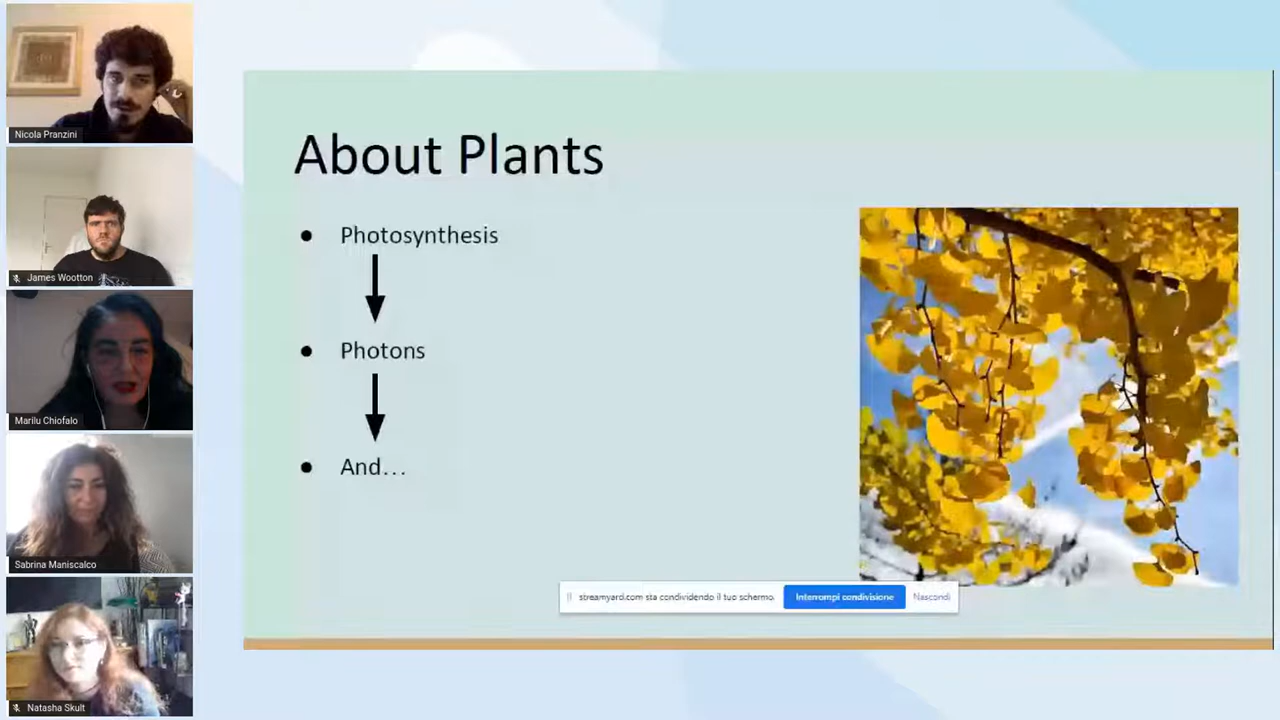 Nicola Pranzini
James Wootton
Marilu Chiofalo
Sabrina Maniscalco
Natasha Skult
About Plants
● Photosynthesis
● Photons
● And...
streamyard.com sta condividendo il tuo schermo. Interrompi condivisione Nascondi